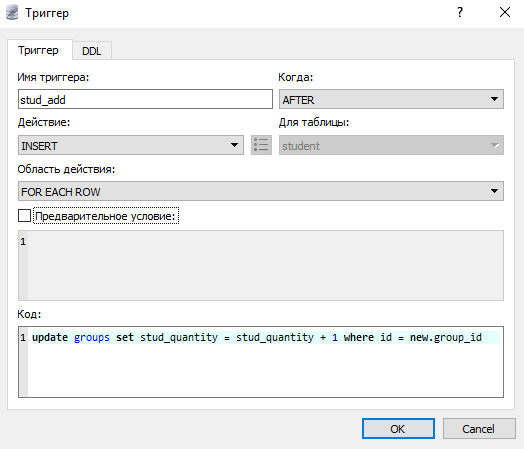 Триггер
?
Триггер
DDL
Имя триггера:
Когда:
stud_add
AFTER
Действие:
Для таблицы:
INSERT
student
Область действия:
FOR EACH ROW
Предварительное условие:
1
Код:
1 update groups set stud_quantity = stud_quantity + 1 where id = new.group_id
OK
Cancel